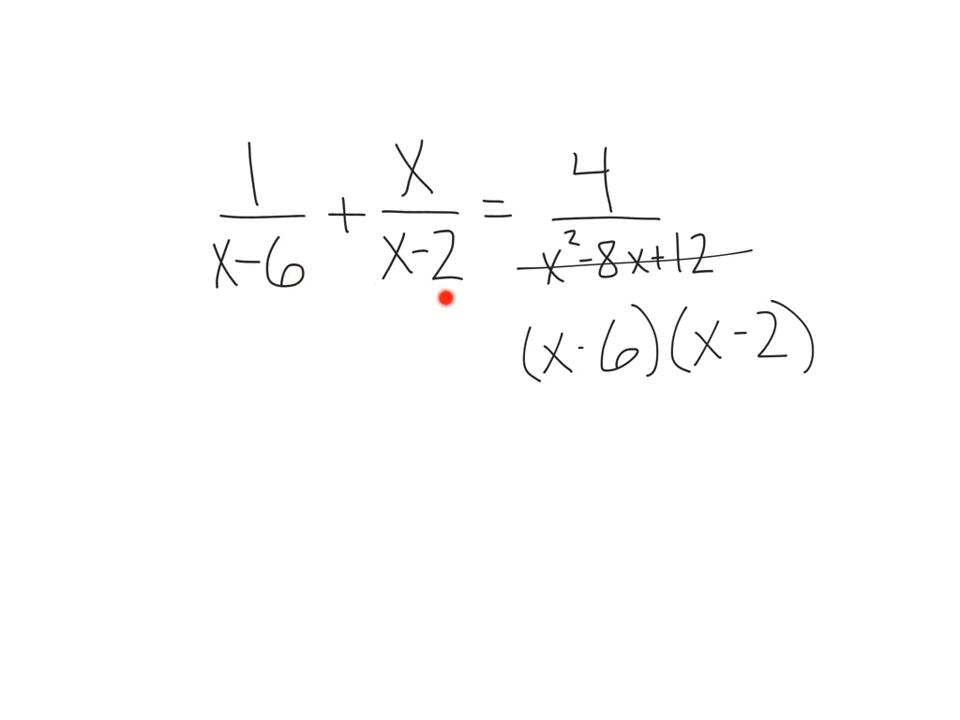 1/(x-6) + x/(x-2) = 4/(x²-8x+12)
(x-6)(x-2)